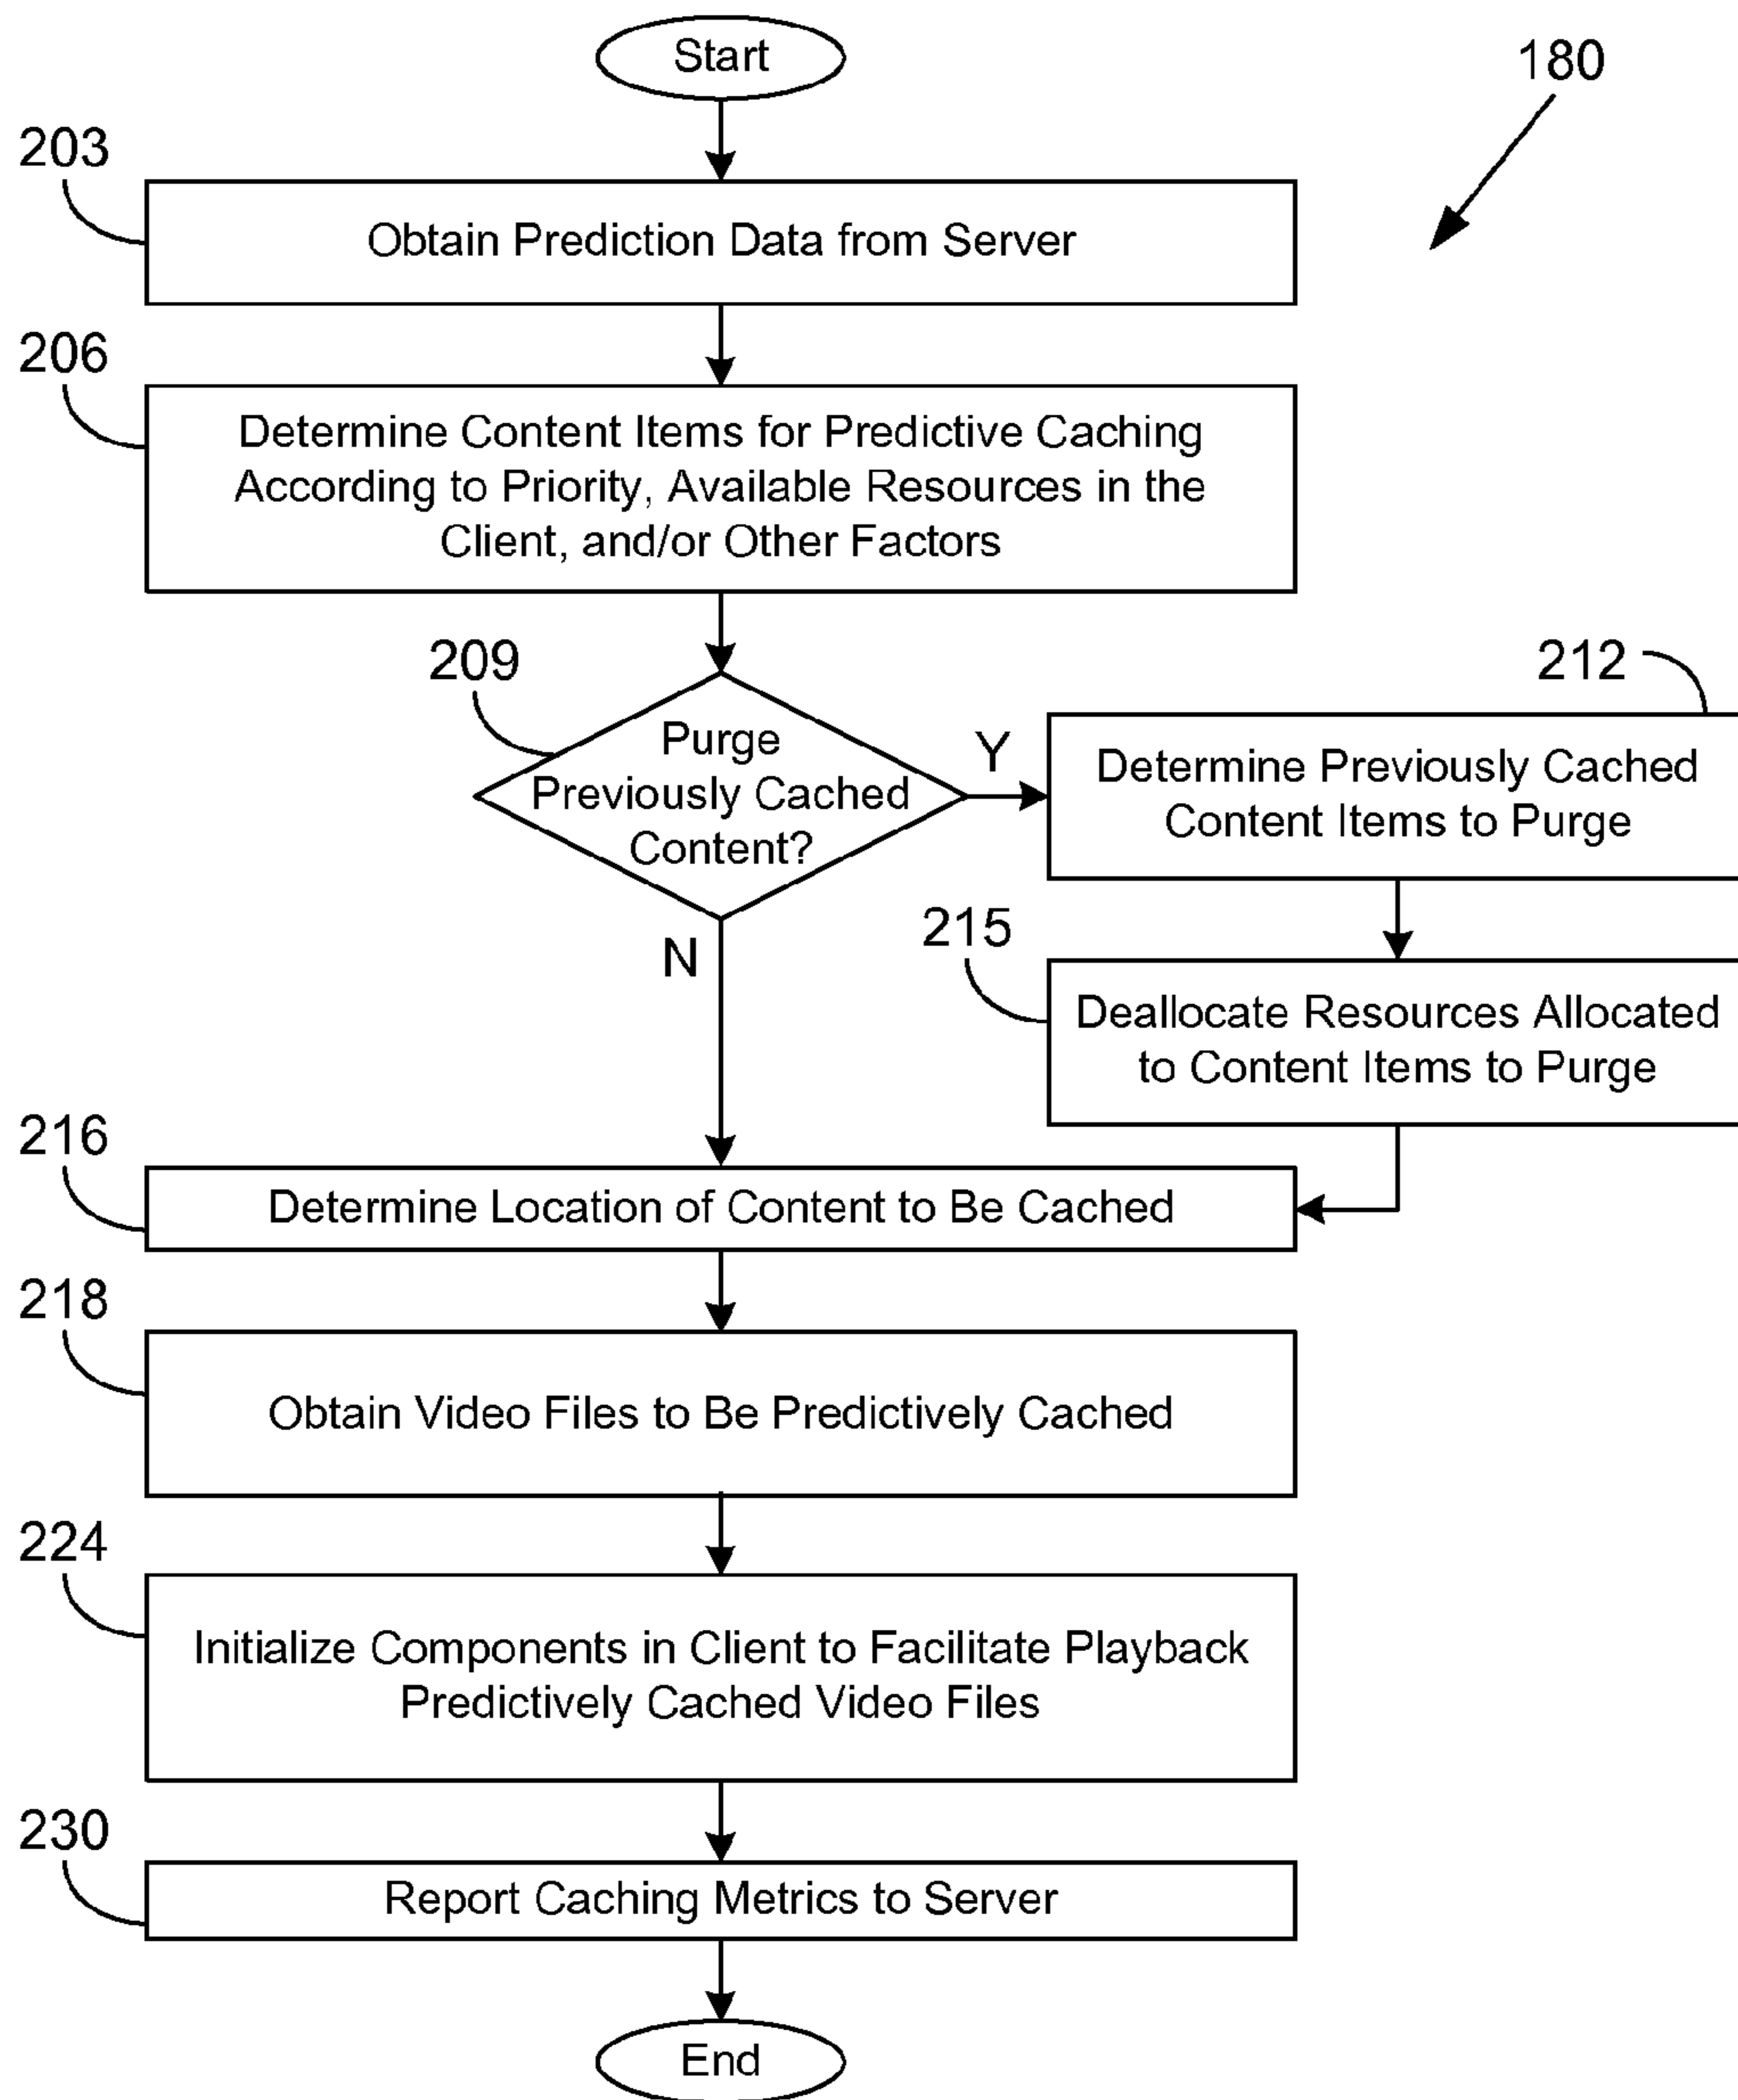 Start
180
203
Obtain Prediction Data from Server
206
Determine Content Items for Predictive Caching
According to Priority, Available Resources in the
Client, and/or Other Factors
209
Purge
Previously Cached
Content?
Y
212
Determine Previously Cached
Content Items to Purge
N
215
Deallocate Resources Allocated
to Content Items to Purge
216
Determine Location of Content to Be Cached
218
Obtain Video Files to Be Predictively Cached
224
Initialize Components in Client to Facilitate Playback
Predictively Cached Video Files
230
Report Caching Metrics to Server
End